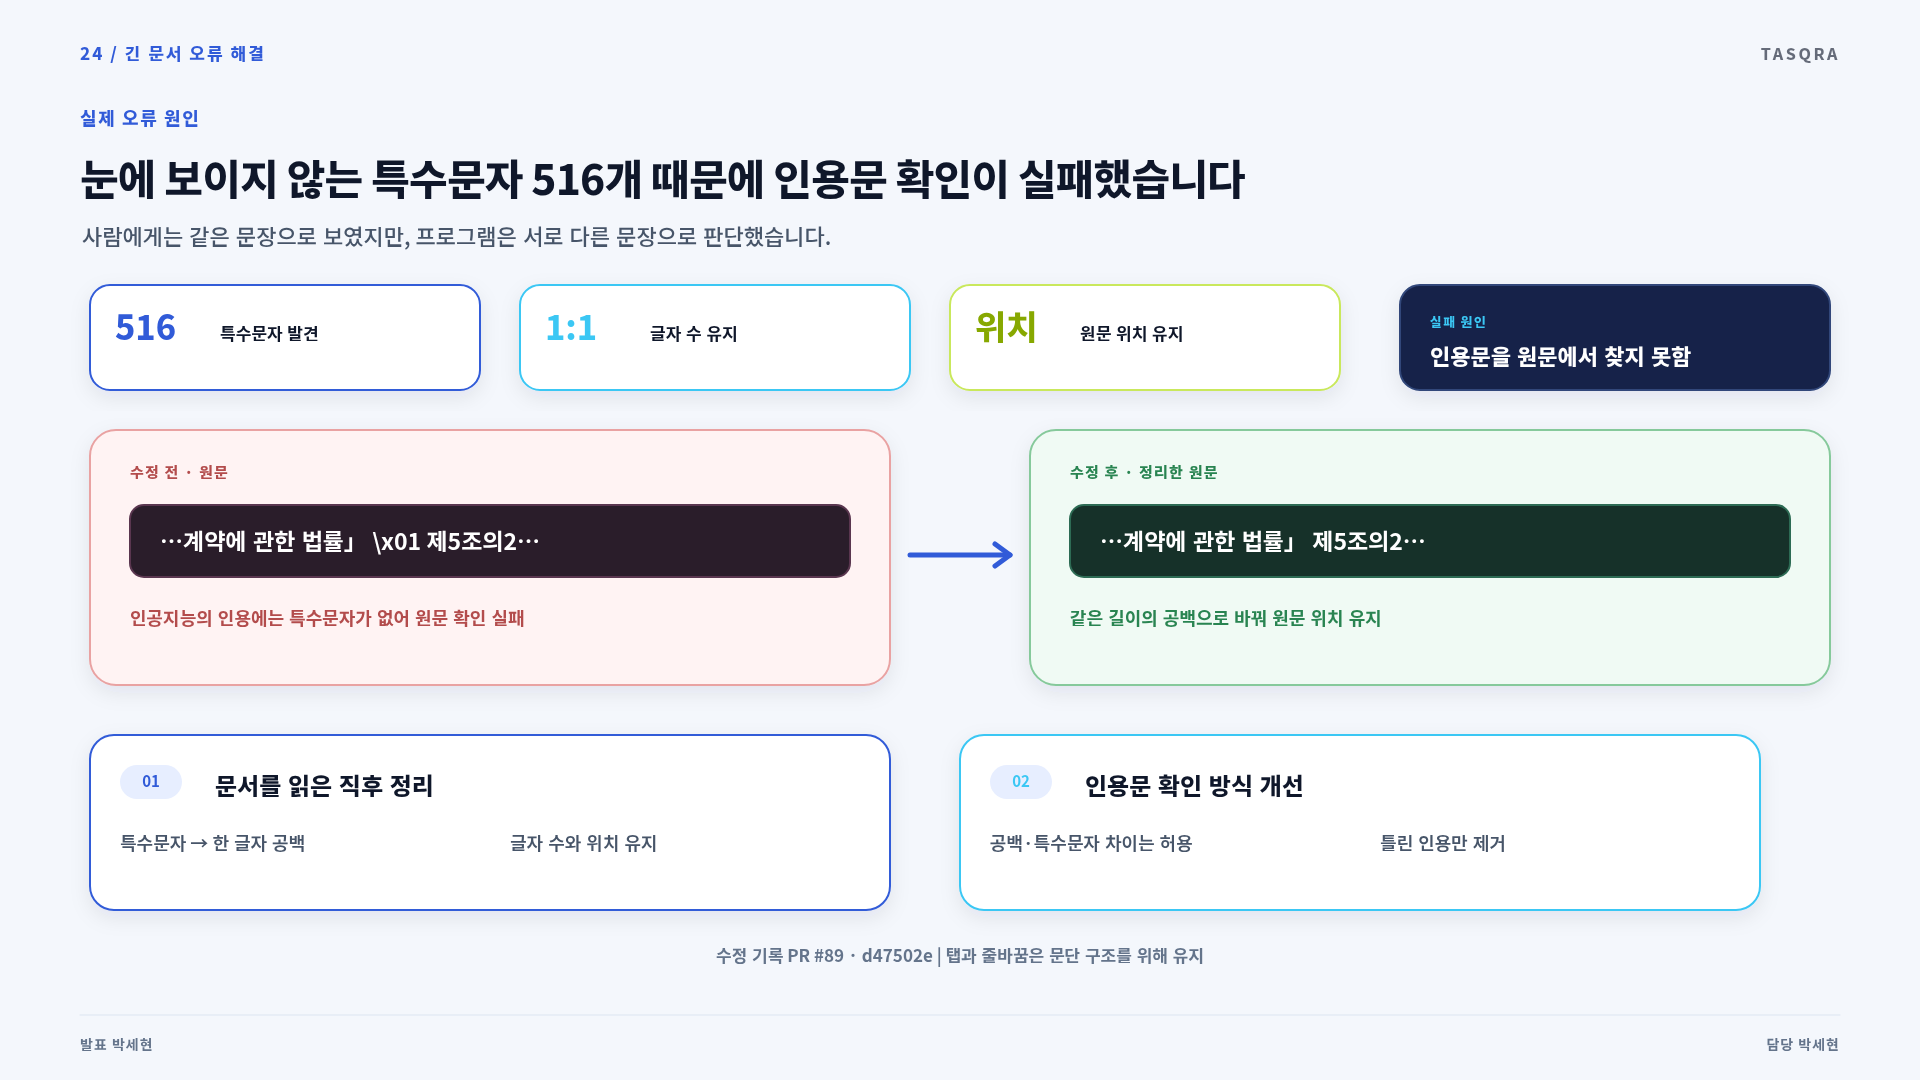 24 / 긴 문서 오류 해결
TASQRA
실제 오류 원인
눈에 보이지 않는 특수문자 516개 때문에 인용문 확인이 실패했습니다
사람에게는 같은 문장으로 보였지만, 프로그램은 서로 다른 문장으로 판단했습니다.
516 특수문자 발견
1:1 글자 수 유지
위치 원문 위치 유지
실패 원인
인용문을 원문에서 찾지 못함
수정 전 · 원문
…계약에 관한 법률」 \x01 제5조의2…
인공지능의 인용에는 특수문자가 없어 원문 확인 실패
수정 후 · 정리한 원문
…계약에 관한 법률」 제5조의2…
같은 길이의 공백으로 바꿔 원문 위치 유지
01 문서를 읽은 직후 정리
특수문자 → 한 글자 공백
글자 수와 위치 유지
02 인용문 확인 방식 개선
공백·특수문자 차이는 허용
틀린 인용만 제거
수정 기록 PR #89 · d47502e | 탭과 줄바꿈은 문단 구조를 위해 유지
발표 박세현
담당 박세현